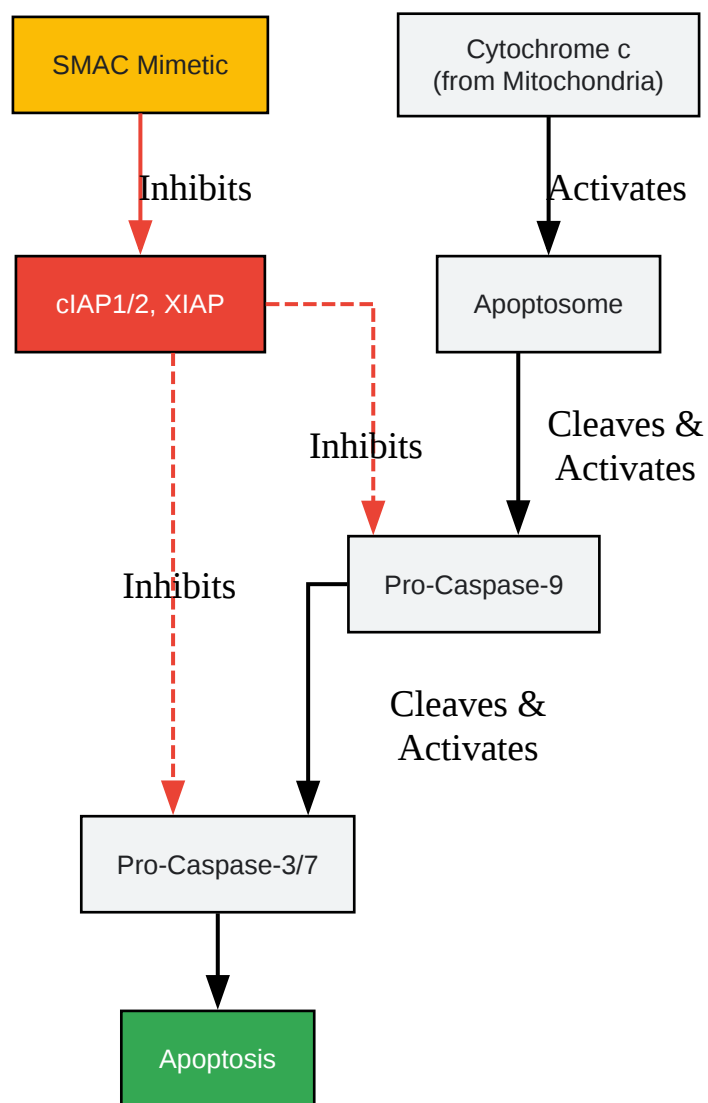 SMAC Mimetic
Cytochrome c
(from Mitochondria)
Inhibits
Activates
cIAP1/2, XIAP
Apoptosome
Cleaves &
Activates
Inhibits
Inhibits
Pro-Caspase-9
Cleaves &
Activates
Pro-Caspase-3/7
Apoptosis